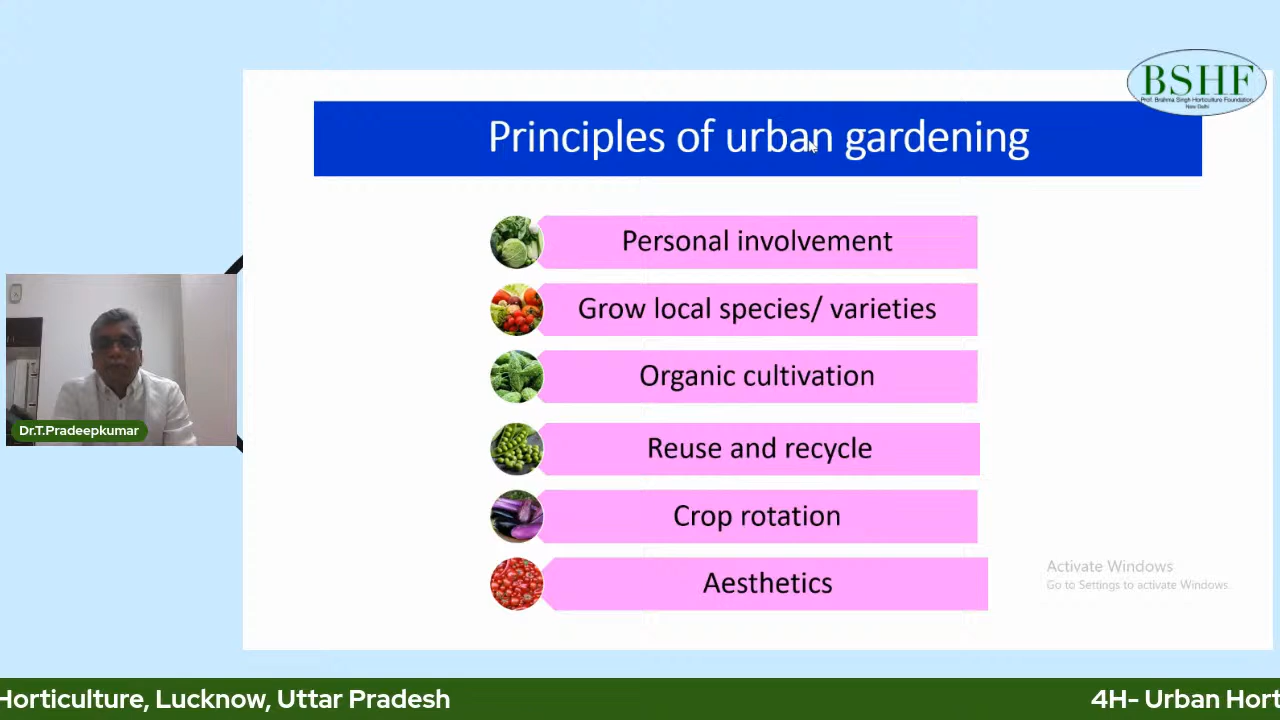 BSHF
Prof. Brahma Singh Horticulture Foundation
New Delhi
Principles of urban gardening
Personal involvement
Grow local species/ varieties
Organic cultivation
Reuse and recycle
Crop rotation
Aesthetics
Dr.T.Pradeepkumar
Activate Windows
Go to Settings to activate Windows.
Horticulture, Lucknow, Uttar Pradesh
4H- Urban Hort